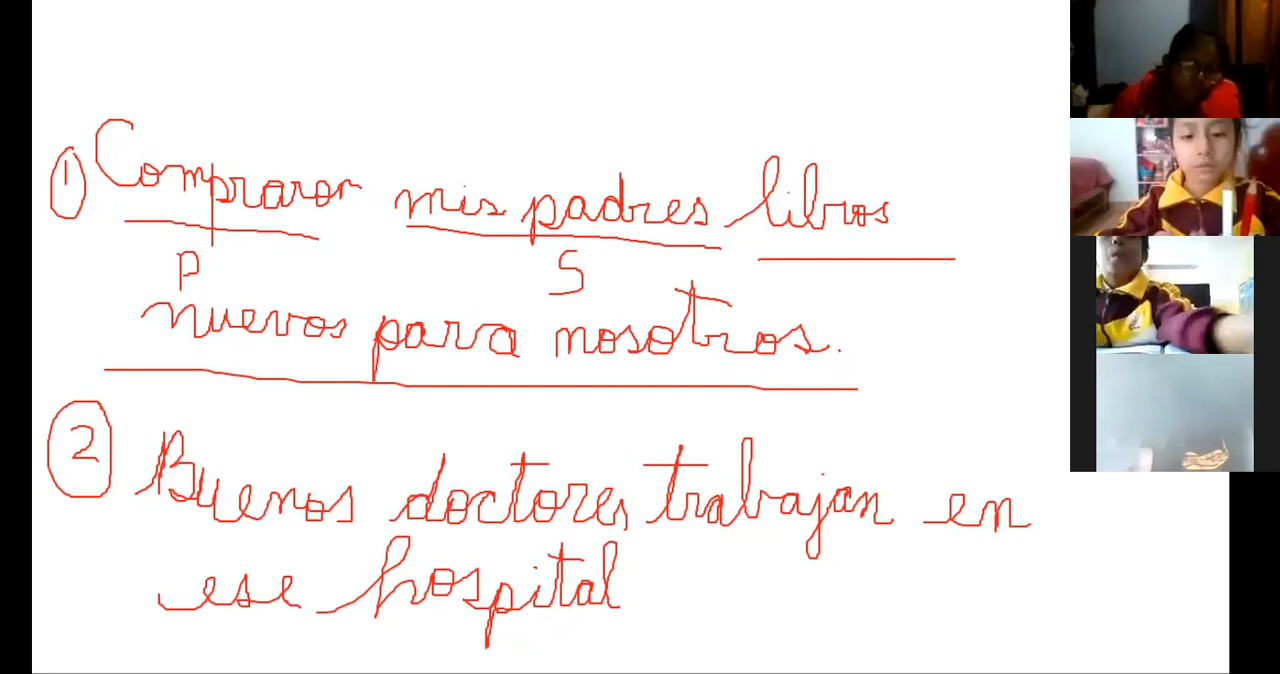 ① Compraron mis padres libros
P S
nuevos para nosotros.
② Buenos doctores trabajan en
ese hospital